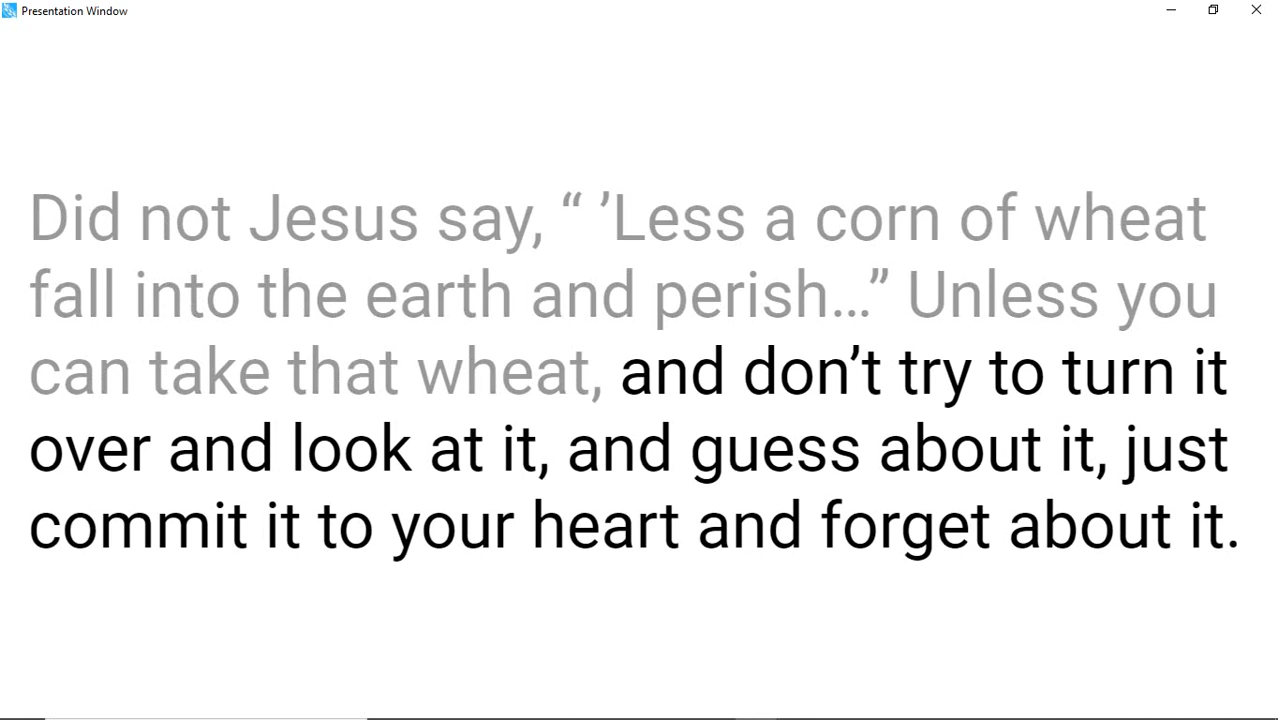 Presentation Window
Did not Jesus say, “ ’Less a corn of wheat
fall into the earth and perish…” Unless you
can take that wheat, and don’t try to turn it
over and look at it, and guess about it, just
commit it to your heart and forget about it.